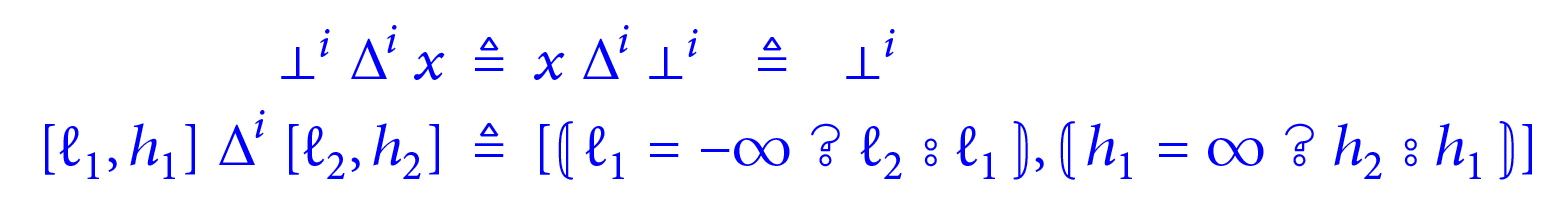 ⊥ⁱ Δⁱ x ≜ x Δⁱ ⊥ⁱ ≜ ⊥ⁱ
[ℓ₁, h₁] Δⁱ [ℓ₂, h₂] ≜ [⦅ ℓ₁ = −∞ ? ℓ₂ : ℓ₁ ⦆, ⦅ h₁ = ∞ ? h₂ : h₁ ⦆]